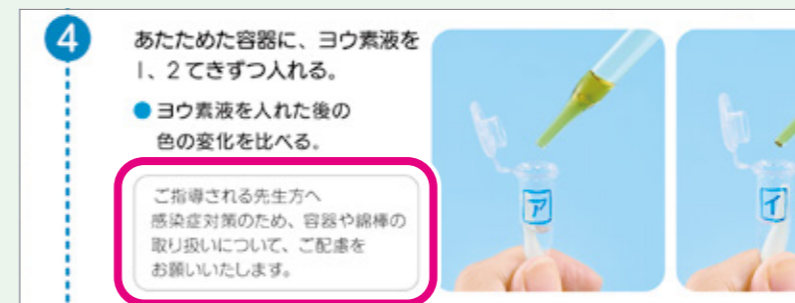 4
あたためた容器に、ヨウ素液を
1、2てきずつ入れる。
●ヨウ素液を入れた後の
色の変化を比べる。
ご指導される先生方へ
感染症対策のため、容器や綿棒の
取り扱いについて、ご配慮を
お願いいたします。
ア
イ